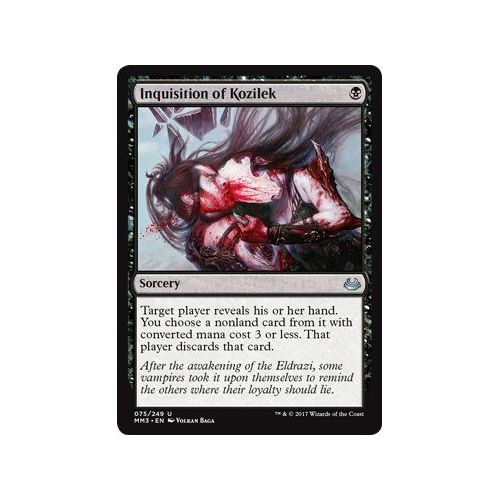 Inquisition of Kozilek
Sorcery
Target player reveals his or her hand.
You choose a nonland card from it with
converted mana cost 3 or less. That
player discards that card.
After the awakening of the Eldrazi, some
vampires took it upon themselves to remind
the others where their loyalty should lie.
075/249 U
MM3 • EN Volkan Baga
™ & © 2017 Wizards of the Coast